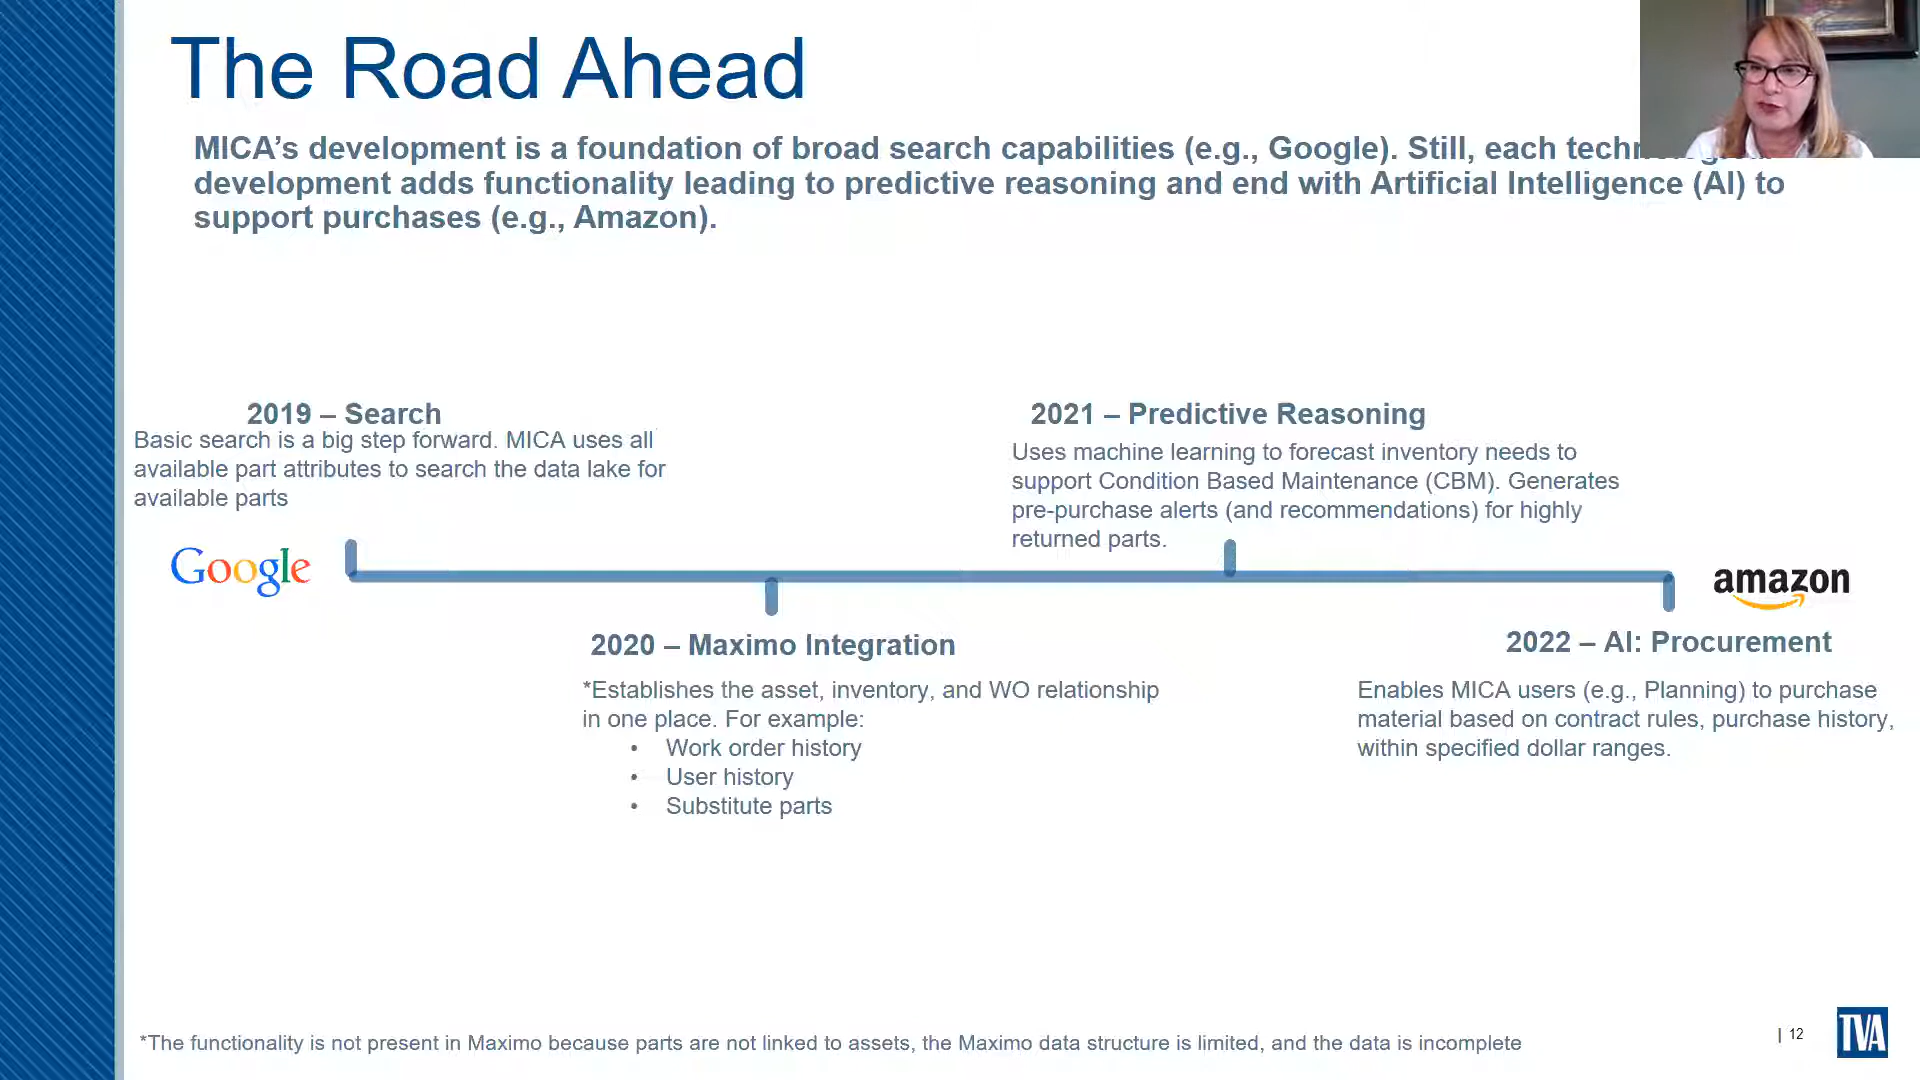 The Road Ahead
MICA's development is a foundation of broad search capabilities (e.g., Google). Still, each
development adds functionality leading to predictive reasoning and end with Artificial Intelligence (AI) to
support purchases (e.g., Amazon).
2019 – Search
Basic search is a big step forward. MICA uses all
available part attributes to search the data lake for
available parts
2021 – Predictive Reasoning
Uses machine learning to forecast inventory needs to
support Condition Based Maintenance (CBM). Generates
pre-purchase alerts (and recommendations) for highly
returned parts.
Google
amazon
2020 – Maximo Integration
*Establishes the asset, inventory, and WO relationship
in one place. For example:
• Work order history
• User history
• Substitute parts
2022 – AI: Procurement
Enables MICA users (e.g., Planning) to purchase
material based on contract rules, purchase history,
within specified dollar ranges.
*The functionality is not present in Maximo because parts are not linked to assets, the Maximo data structure is limited, and the data is incomplete
| 12
TVA